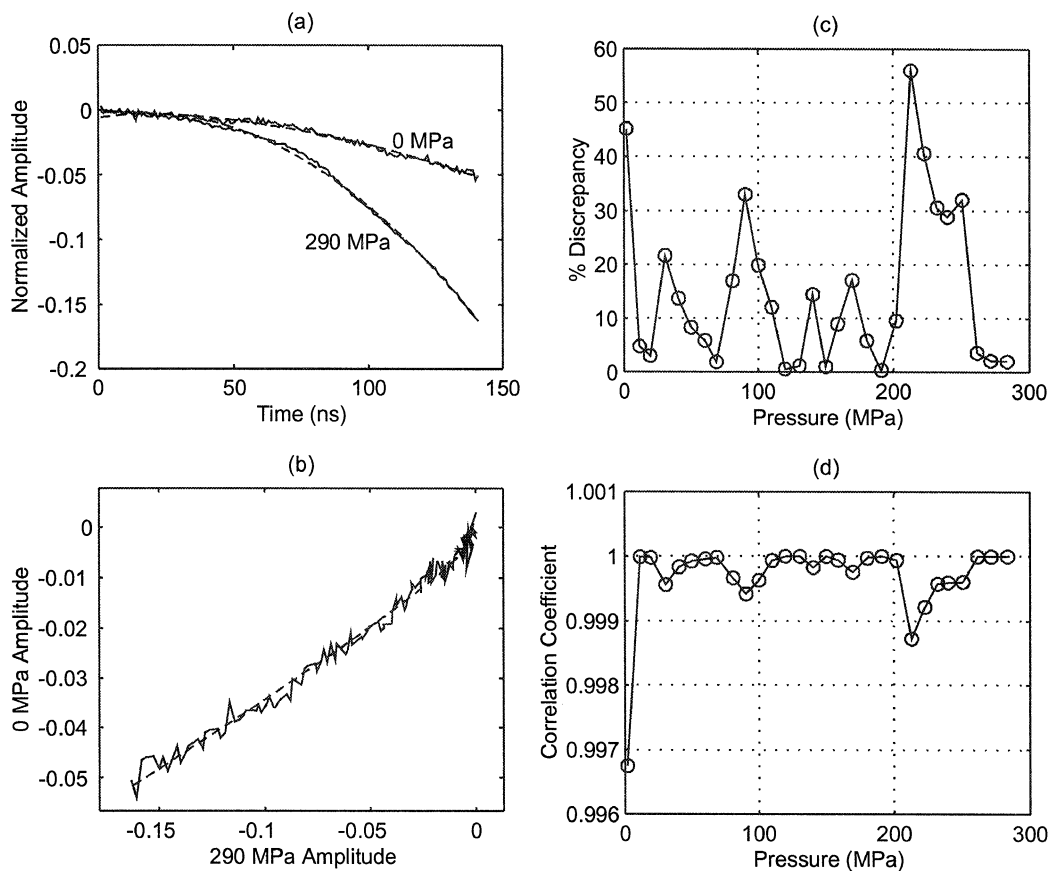 (a)
0.05
0
-0.05
-0.1
-0.15
-0.2
Normalized Amplitude
0 MPa
290 MPa
0
50
100
150
Time (ns)
(c)
60
50
40
30
20
10
0
% Discrepancy
0
100
200
300
Pressure (MPa)
(b)
0
-0.01
-0.02
-0.03
-0.04
-0.05
0 MPa Amplitude
-0.15
-0.1
-0.05
0
290 MPa Amplitude
(d)
1.001
1
0.999
0.998
0.997
0.996
Correlation Coefficient
0
100
200
300
Pressure (MPa)